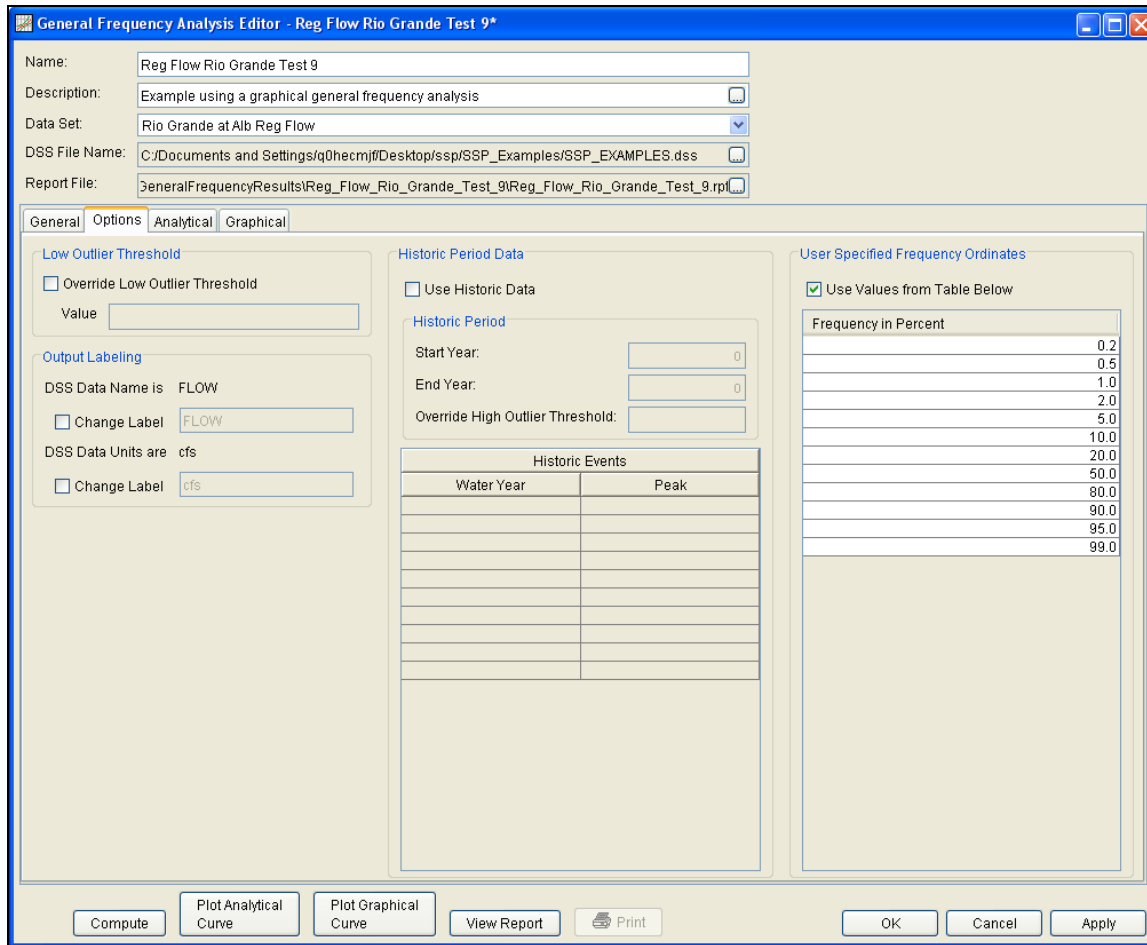 General Frequency Analysis Editor - Reg Flow Rio Grande Test 9*
Name: Reg Flow Rio Grande Test 9
Description: Example using a graphical general frequency analysis ...
Data Set: Rio Grande at Alb Reg Flow
DSS File Name: C:/Documents and Settings/q0hecmjf/Desktop/ssp/SSP_Examples/SSP_EXAMPLES.dss ...
Report File: GeneralFrequencyResults\Reg_Flow_Rio_Grande_Test_9\Reg_Flow_Rio_Grande_Test_9.rpt ...
General Options Analytical Graphical
Low Outlier Threshold
Override Low Outlier Threshold
Value
Output Labeling
DSS Data Name is FLOW
Change Label FLOW
DSS Data Units are cfs
Change Label cfs
Historic Period Data
Use Historic Data
Historic Period
Start Year: 0
End Year: 0
Override High Outlier Threshold:
Historic Events
Water Year Peak
User Specified Frequency Ordinates
Use Values from Table Below
Frequency in Percent
0.2
0.5
1.0
2.0
5.0
10.0
20.0
50.0
80.0
90.0
95.0
99.0
Compute
Plot Analytical
Curve
Plot Graphical
Curve
View Report
Print
OK
Cancel
Apply